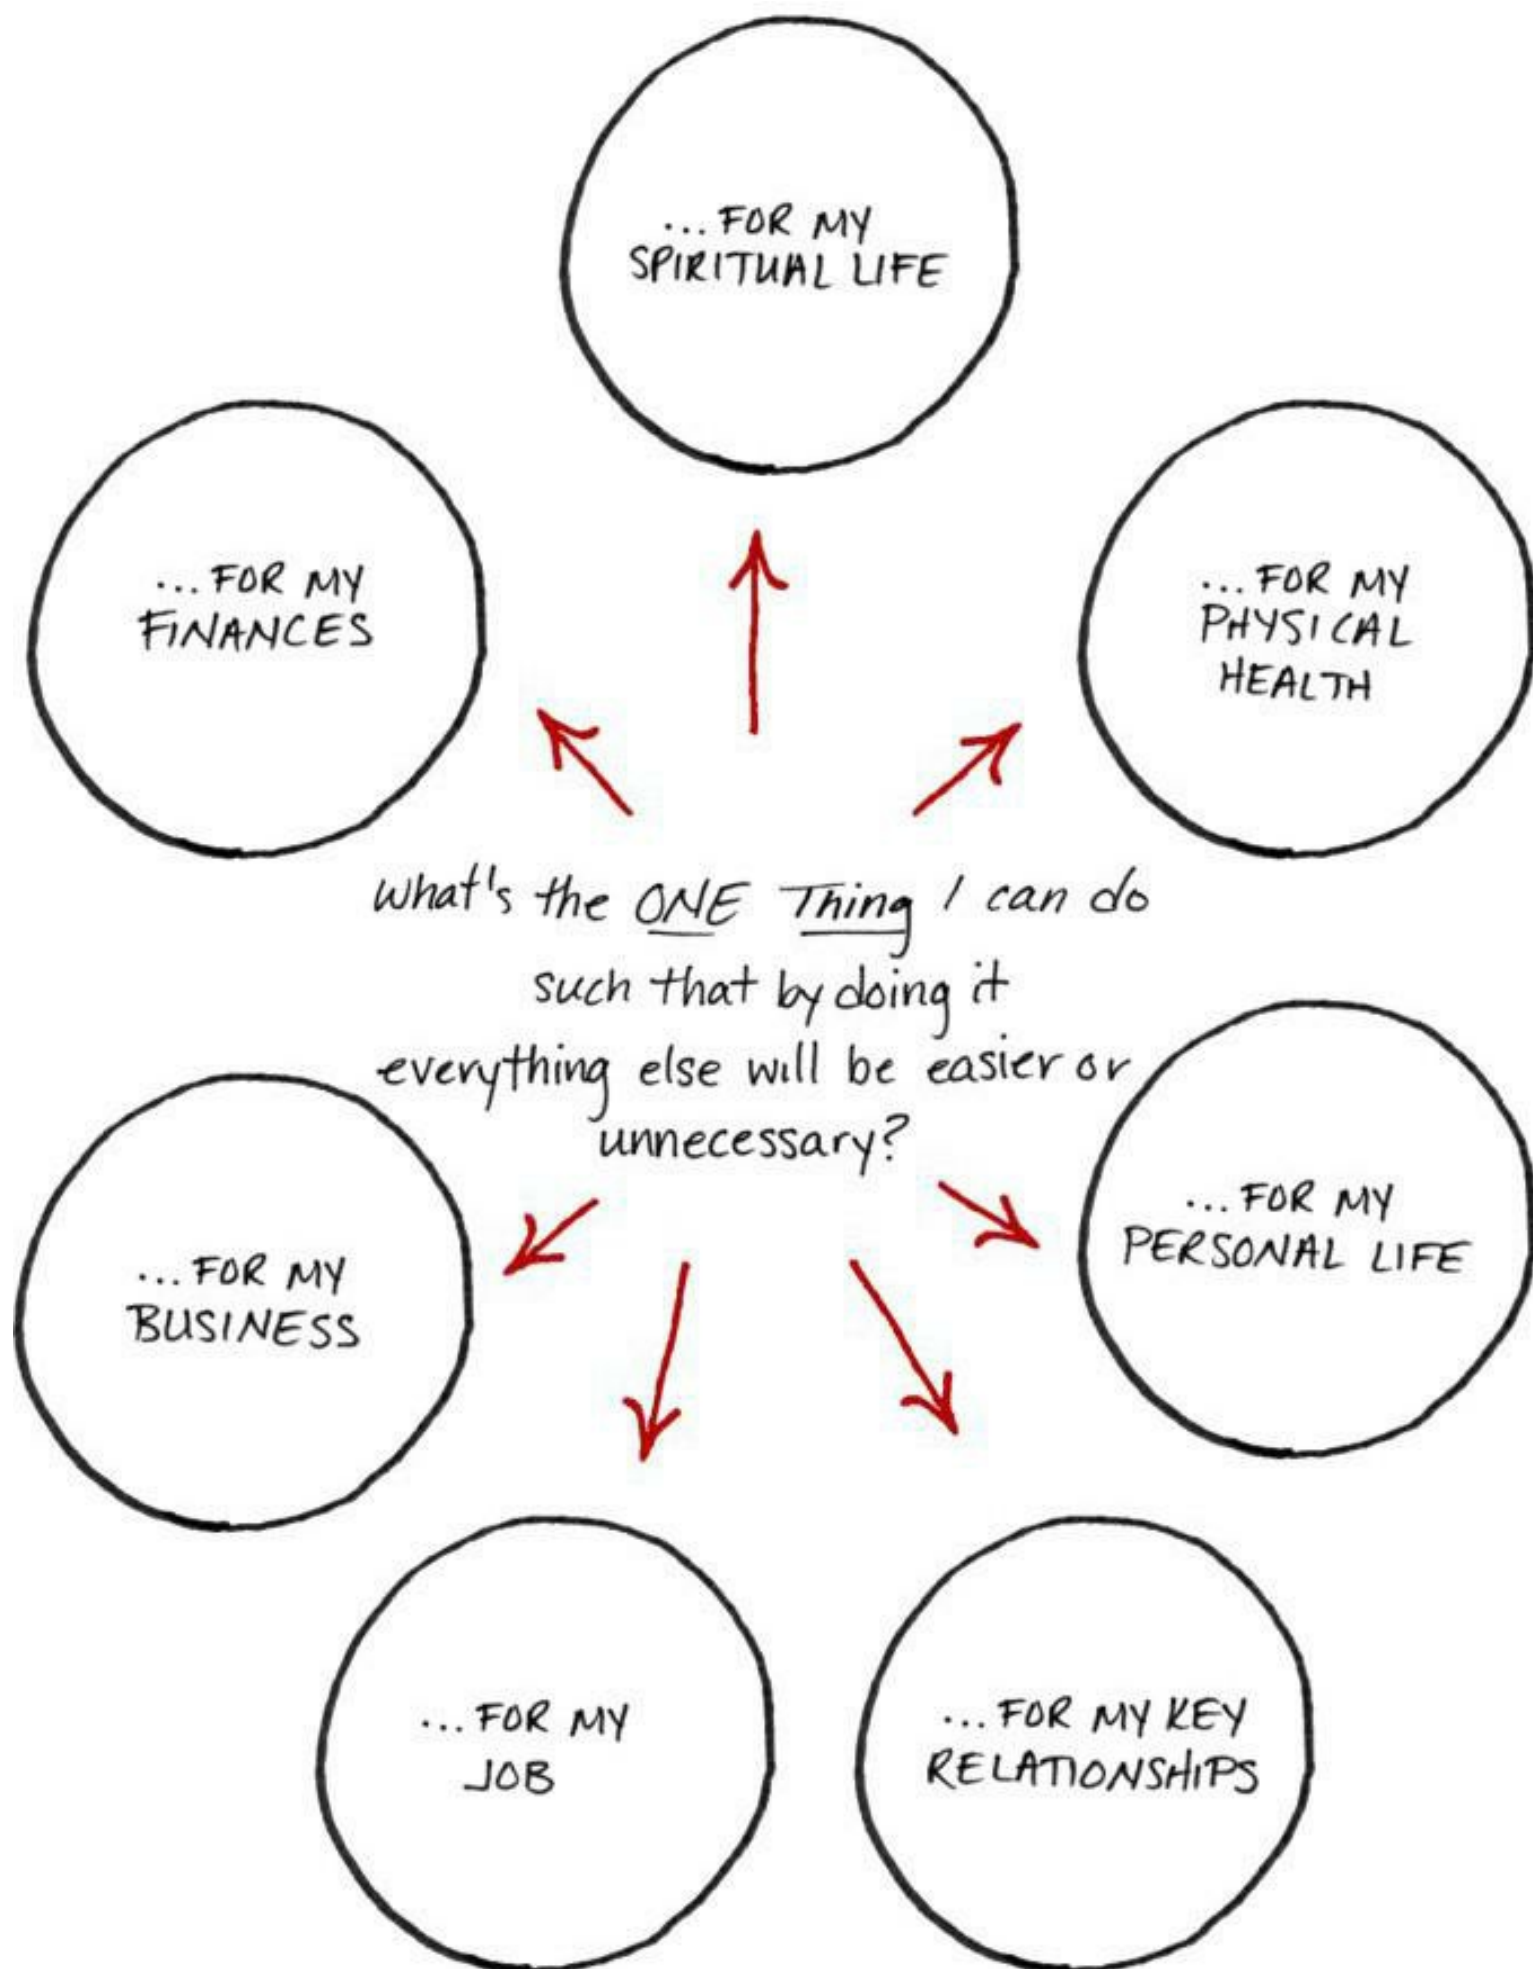 ... FOR MY
SPIRITUAL LIFE
... FOR MY
FINANCES
... FOR MY
PHYSICAL
HEALTH
what's the ONE Thing I can do
such that by doing it
everything else will be easier or
unnecessary?
... FOR MY
PERSONAL LIFE
... FOR MY
BUSINESS
... FOR MY
JOB
... FOR MY KEY
RELATIONSHIPS